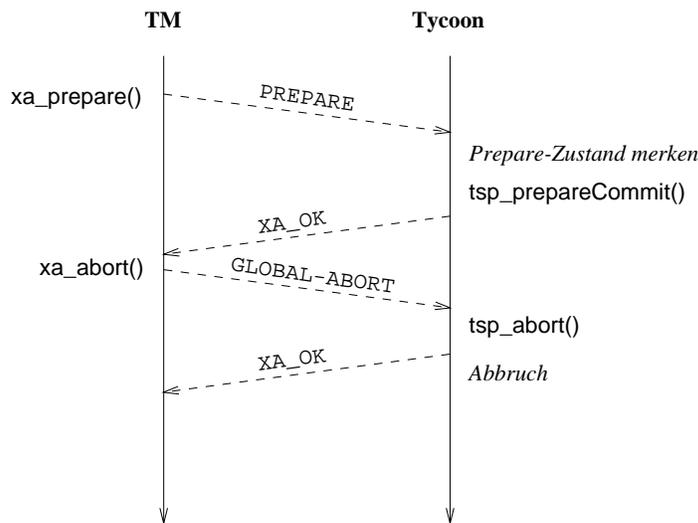 TM
Tycoon
xa_prepare()
PREPARE
Prepare-Zustand merken
tsp_prepareCommit()
XA_OK
xa_abort()
GLOBAL-ABORT
tsp_abort()
XA_OK
Abbruch